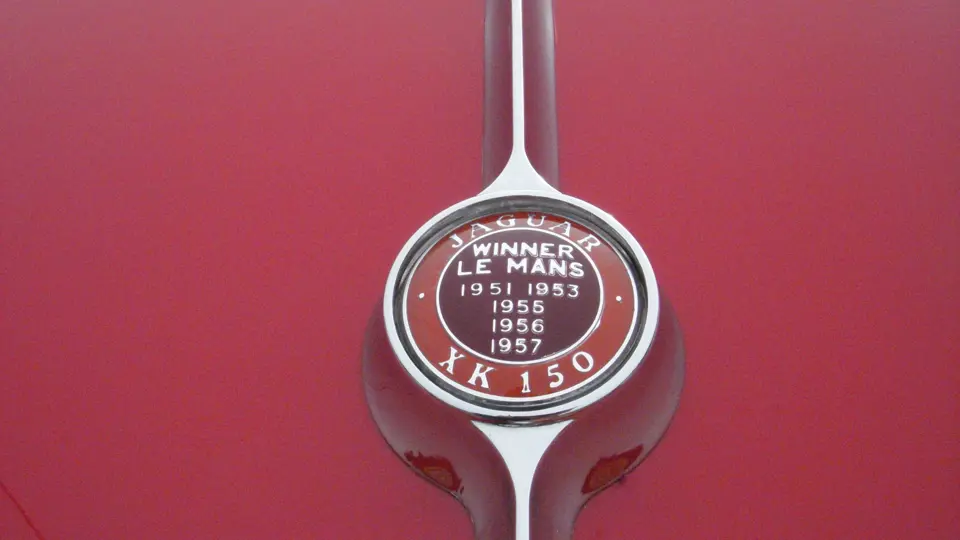 JAGUAR
WINNER
LE MANS
1951 1953
1955
1956
1957
XK 150